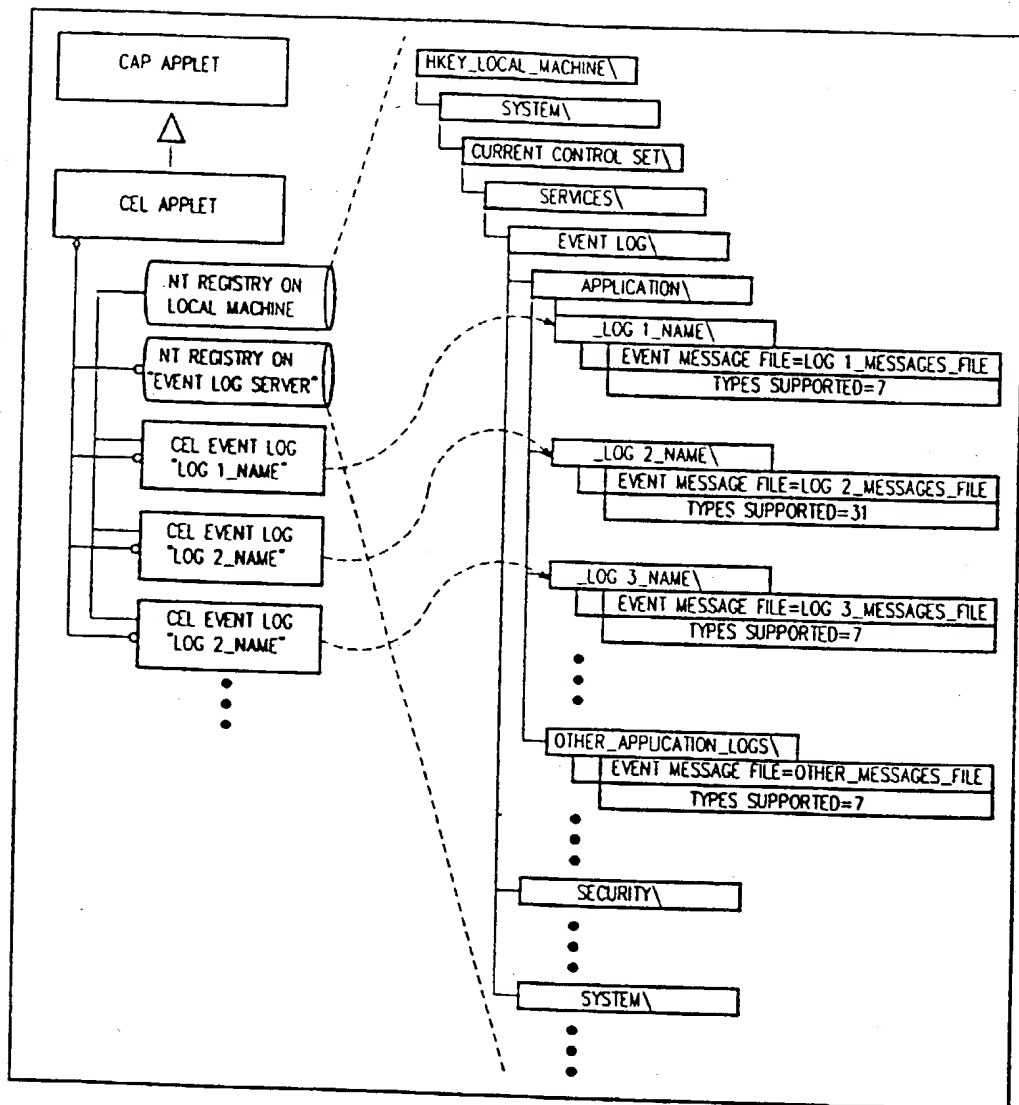 CAP APPLET
CEL APPLET
NT REGISTRY ON
LOCAL MACHINE
NT REGISTRY ON
"EVENT LOG SERVER"
CEL EVENT LOG
"LOG 1_NAME"
CEL EVENT LOG
"LOG 2_NAME"
CEL EVENT LOG
"LOG 2_NAME"
HKEY_LOCAL_MACHINE\
SYSTEM\
CURRENT CONTROL SET\
SERVICES\
EVENT LOG\
APPLICATION\
_LOG 1_NAME\
EVENT MESSAGE FILE=LOG 1_MESSAGES_FILE
TYPES SUPPORTED=7
_LOG 2_NAME\
EVENT MESSAGE FILE=LOG 2_MESSAGES_FILE
TYPES SUPPORTED=31
_LOG 3_NAME\
EVENT MESSAGE FILE=LOG 3_MESSAGES_FILE
TYPES SUPPORTED=7
OTHER_APPLICATION_LOGS\
EVENT MESSAGE FILE=OTHER_MESSAGES_FILE
TYPES SUPPORTED=7
SECURITY\
SYSTEM\